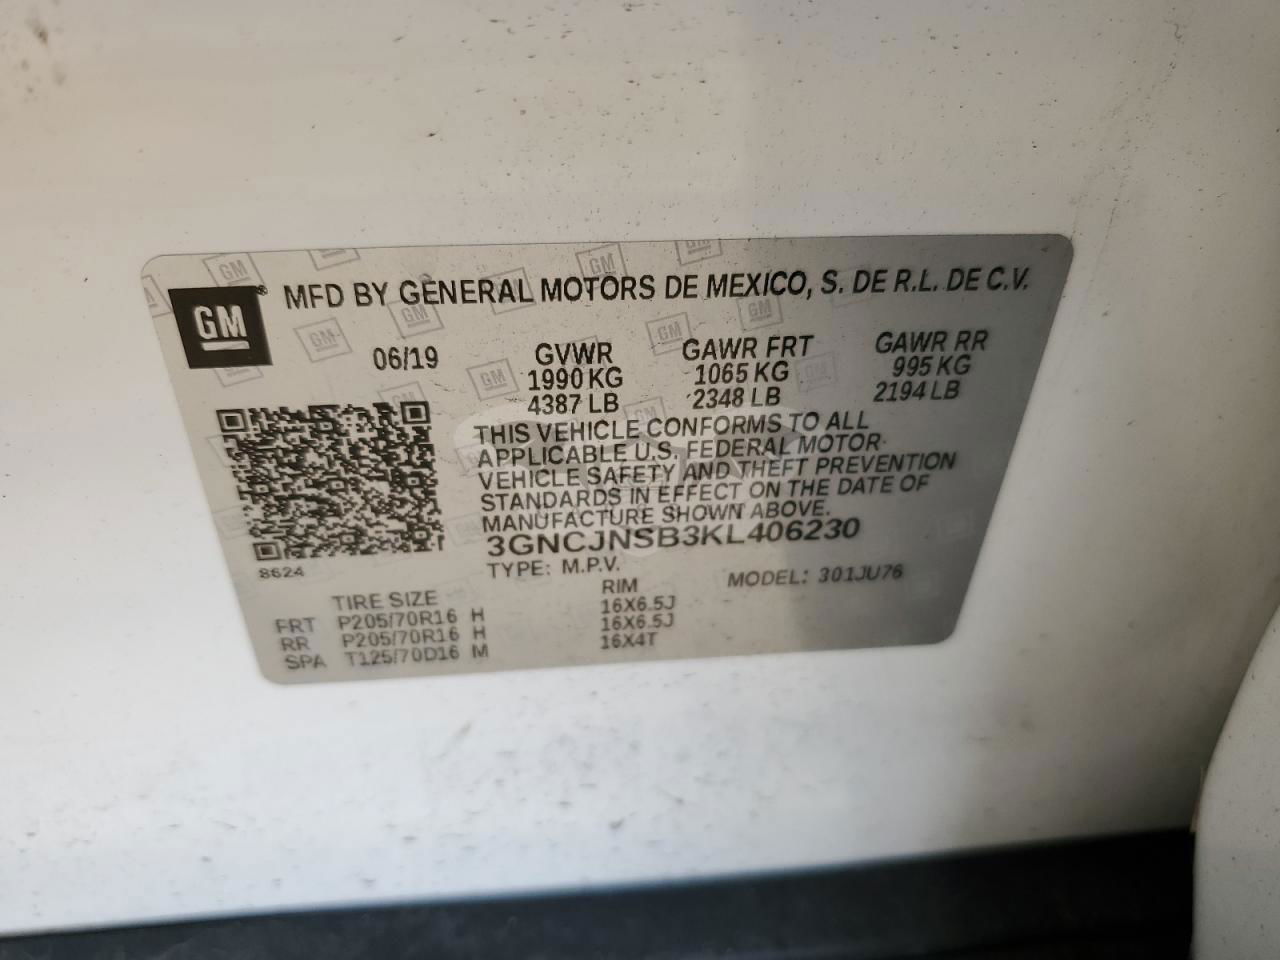 GM
MFD BY GENERAL MOTORS DE MEXICO, S. DE R.L. DE C.V.
06/19 GVWR GAWR FRT GAWR RR
1990 KG 1065 KG 995 KG
4387 LB 2348 LB 2194 LB
THIS VEHICLE CONFORMS TO ALL
APPLICABLE U.S. FEDERAL MOTOR
VEHICLE SAFETY AND THEFT PREVENTION
STANDARDS IN EFFECT ON THE DATE OF
MANUFACTURE SHOWN ABOVE.
3GNCJNSB3KL406230
8624
TYPE: M.P.V. MODEL: 301JU76
TIRE SIZE RIM
FRT P205/70R16 H 16X6.5J
RR P205/70R16 H 16X6.5J
SPA T125/70D16 M 16X4T